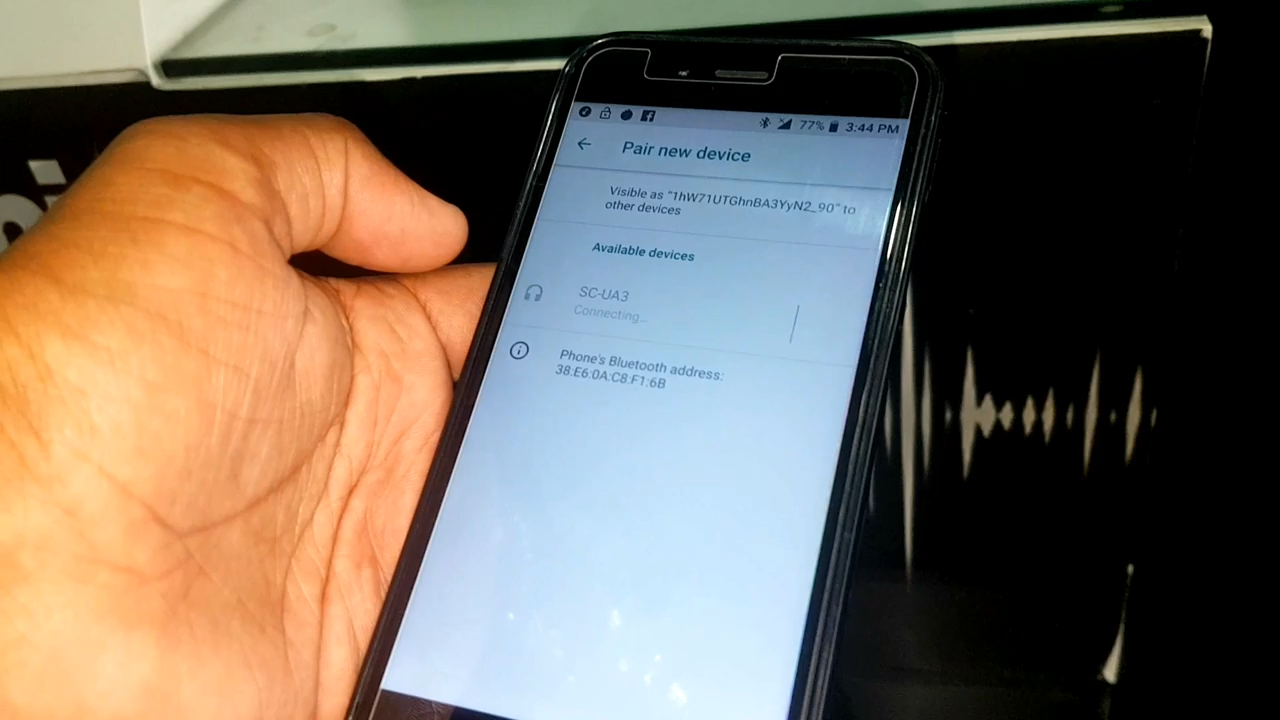 77% 3:44 PM
Pair new device
Visible as "1hW71UTGhnBA3YyN2_90" to
other devices
Available devices
SC-UA3
Connecting...
Phone's Bluetooth address:
38:E6:0A:C8:F1:6B